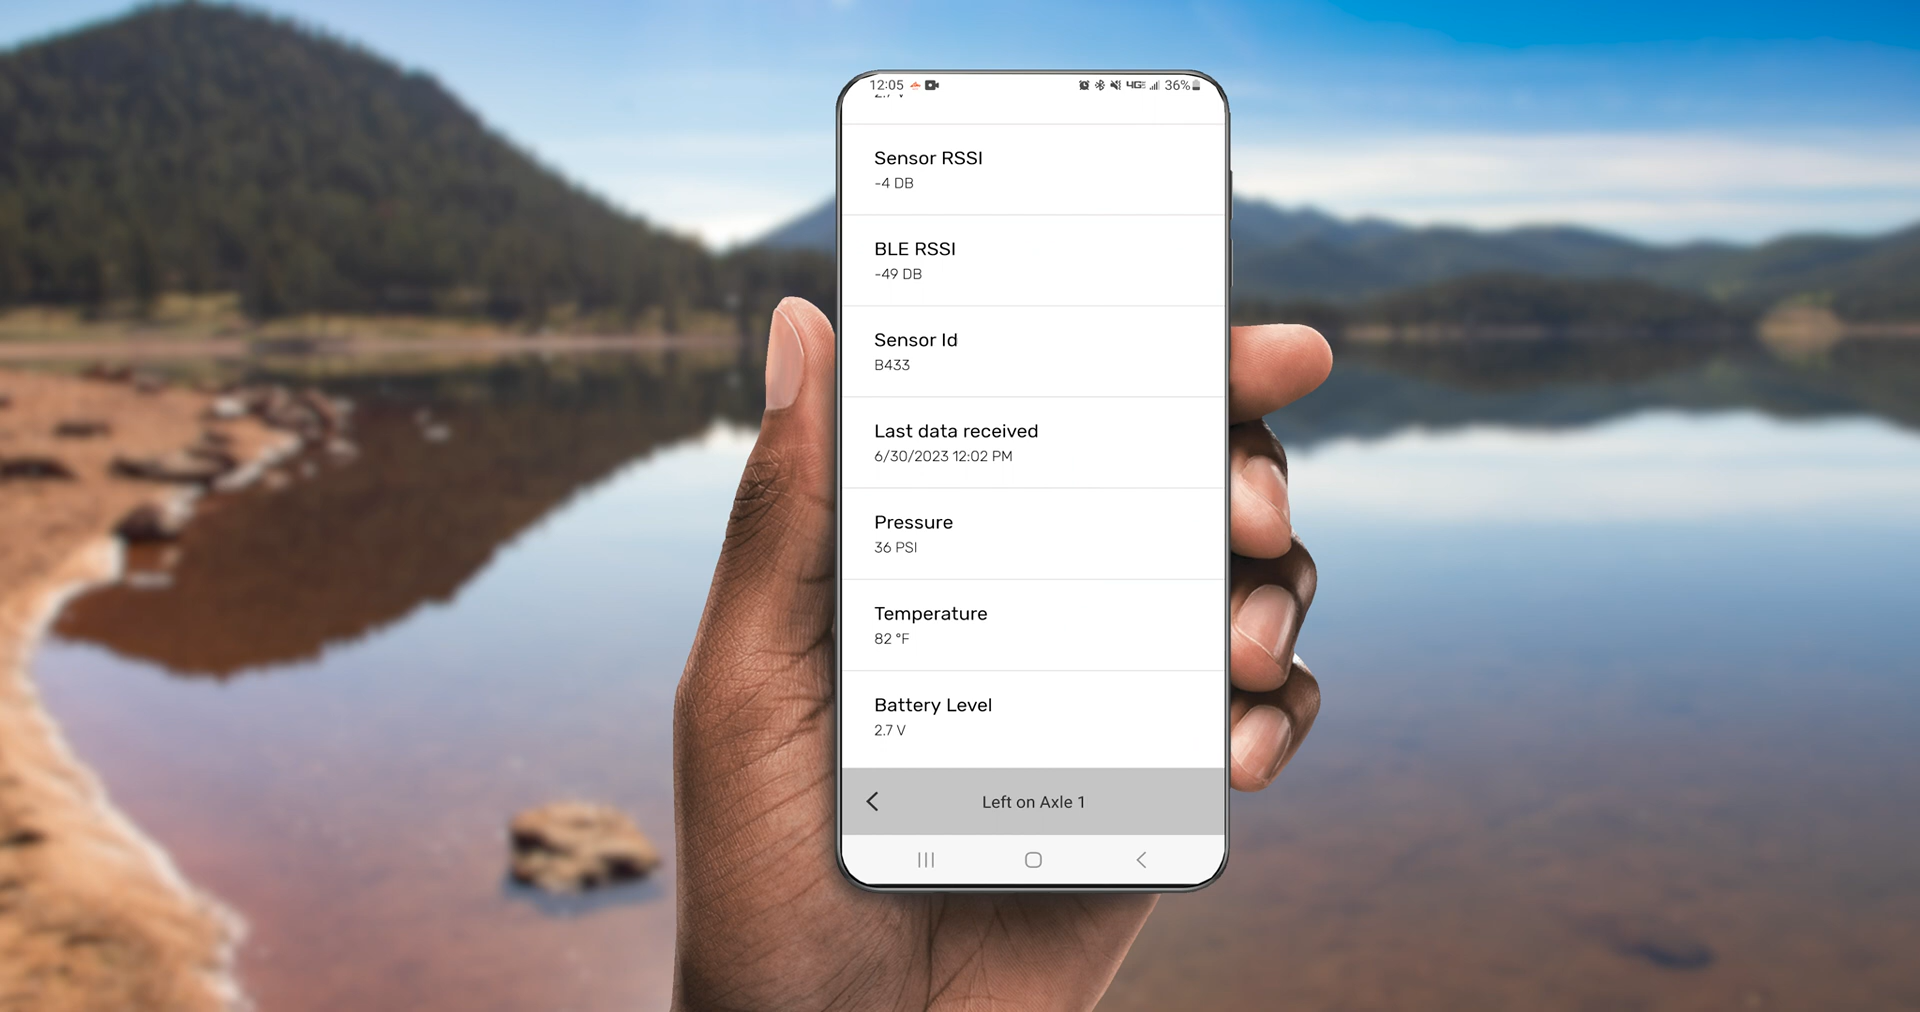 12:05 4GE 36%
Sensor RSSI
-4 DB
BLE RSSI
-49 DB
Sensor Id
B433
Last data received
6/30/2023 12:02 PM
Pressure
36 PSI
Temperature
82 °F
Battery Level
2.7 V
Left on Axle 1